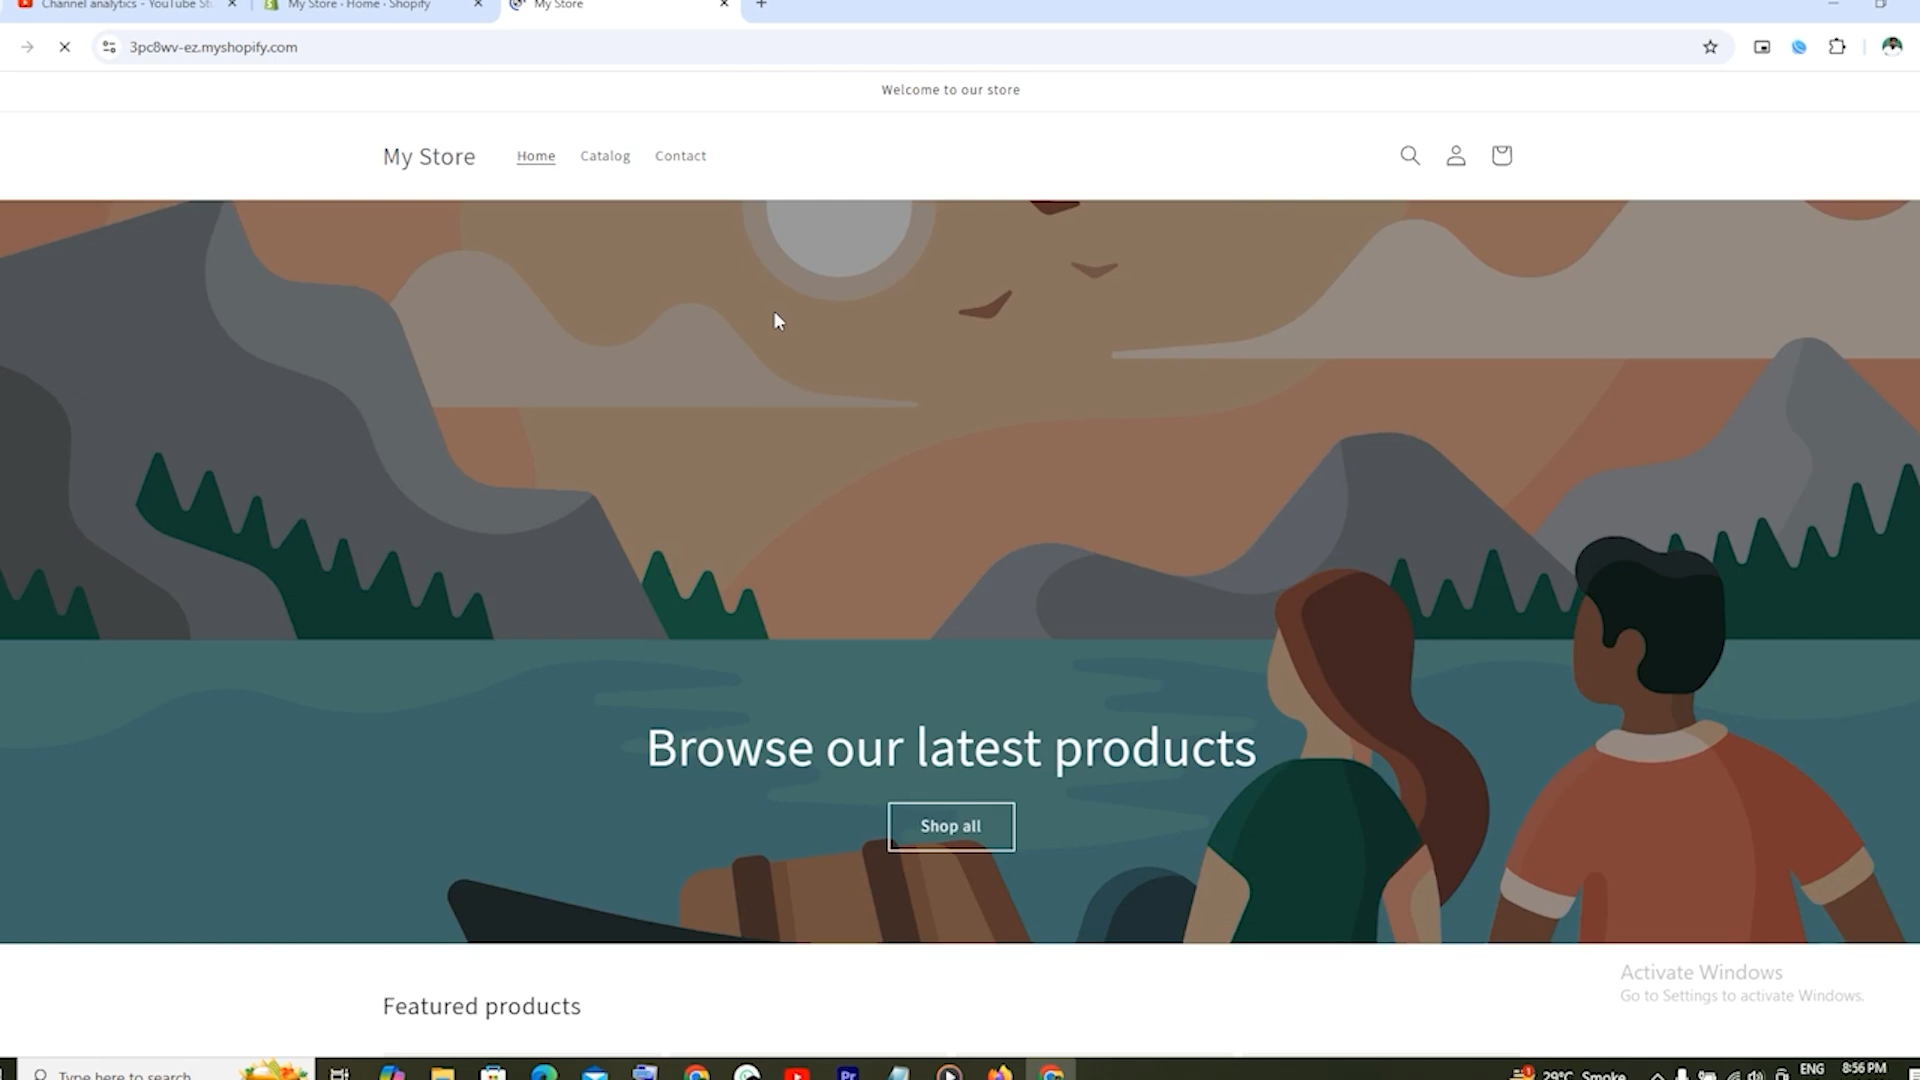 Channel analytics - YouTube St
My Store · Home · Shopify
My Store
3pc8wv-ez.myshopify.com
Welcome to our store
My Store
Home
Catalog
Contact
Browse our latest products
Shop all
Featured products
Activate Windows
Go to Settings to activate Windows.
Type here to search
Pr
1
29°C Smoke
ENG
8:56 PM